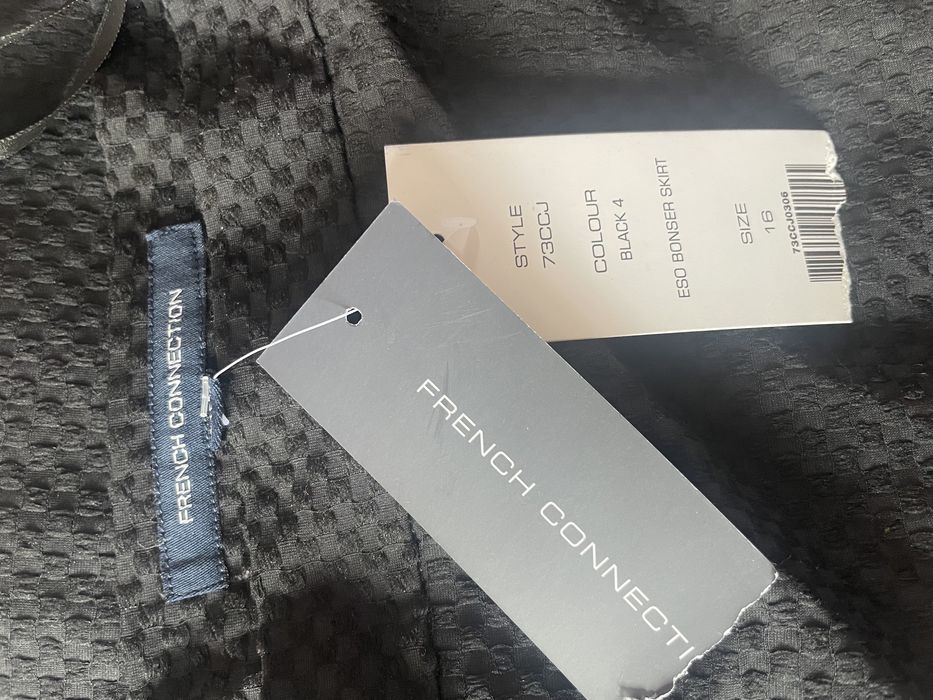 FRENCH CONNECTION
FRENCH CONNECTI
STYLE
73CCJ
COLOUR
BLACK 4
ESO BONSER SKIRT
SIZE
16
73CCJ0306